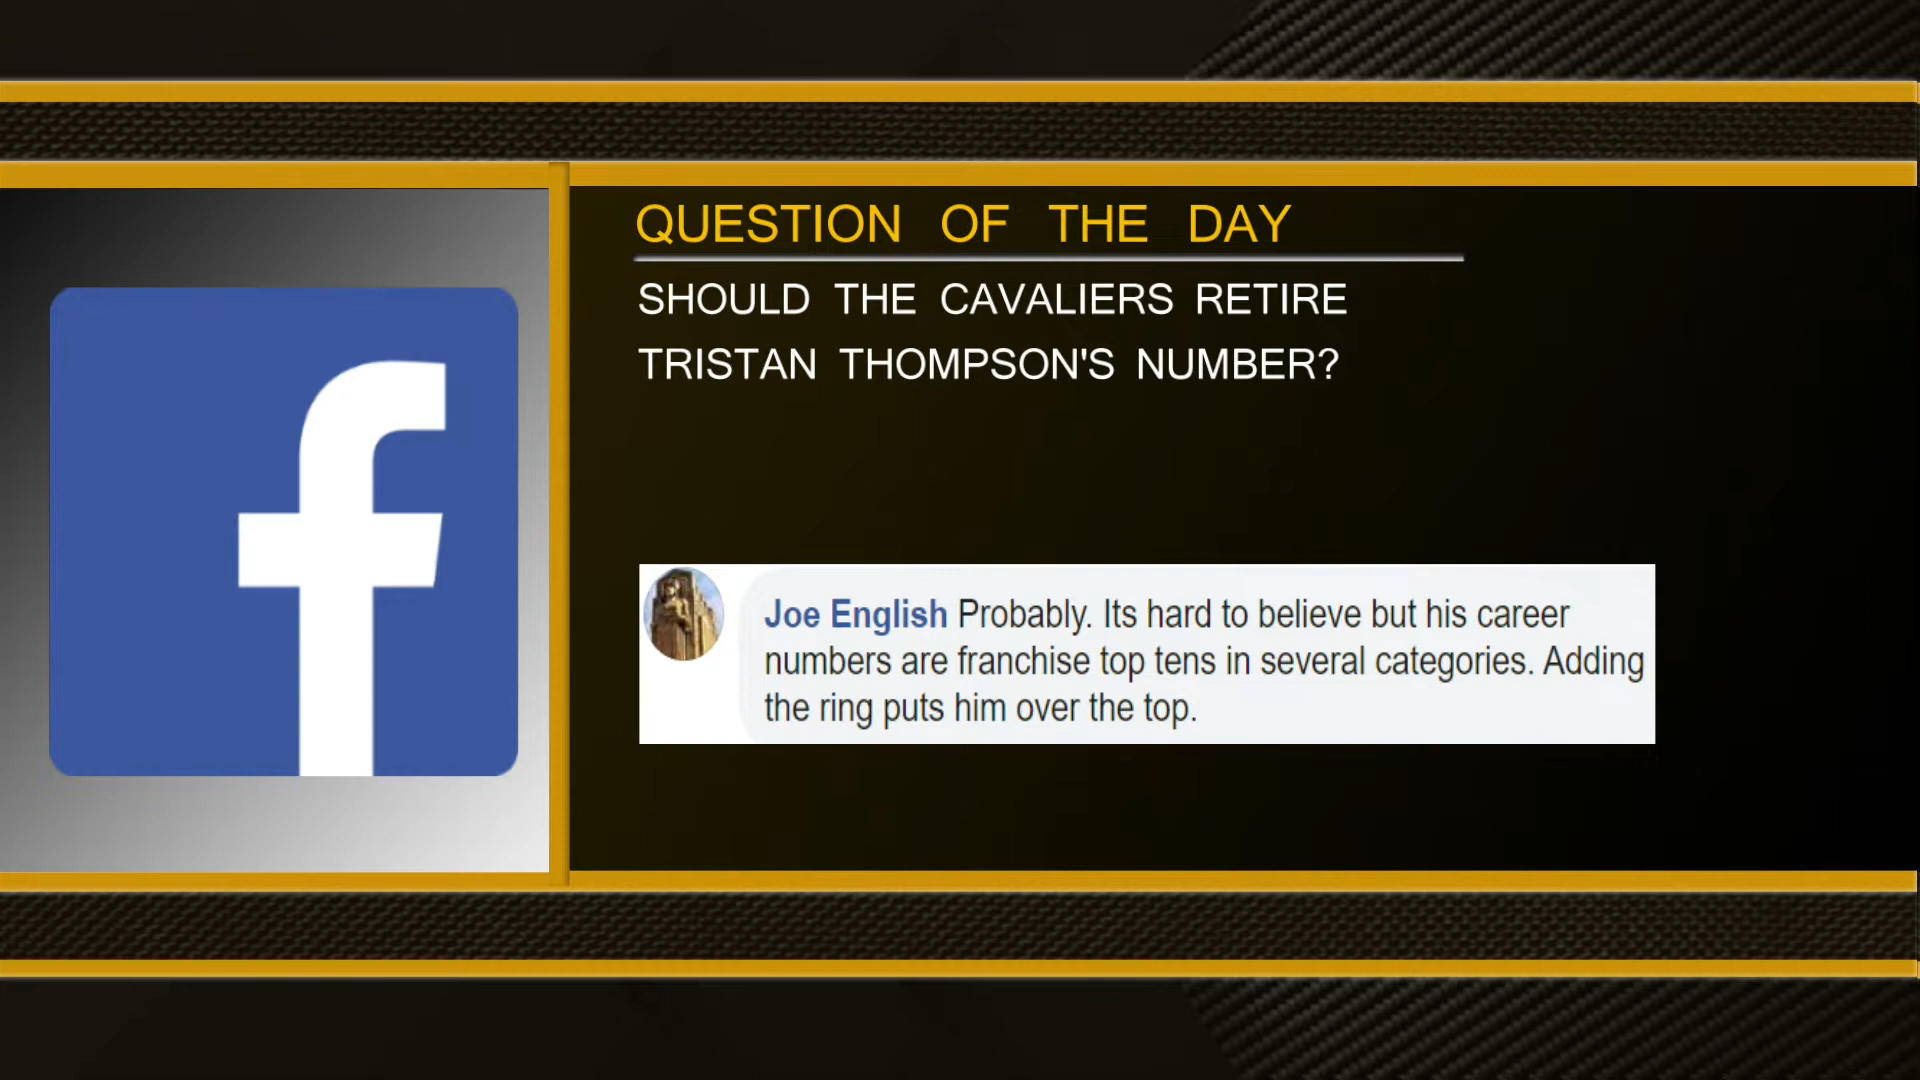 QUESTION OF THE DAY
SHOULD THE CAVALIERS RETIRE
TRISTAN THOMPSON'S NUMBER?
Joe English Probably. Its hard to believe but his career
numbers are franchise top tens in several categories. Adding
the ring puts him over the top.